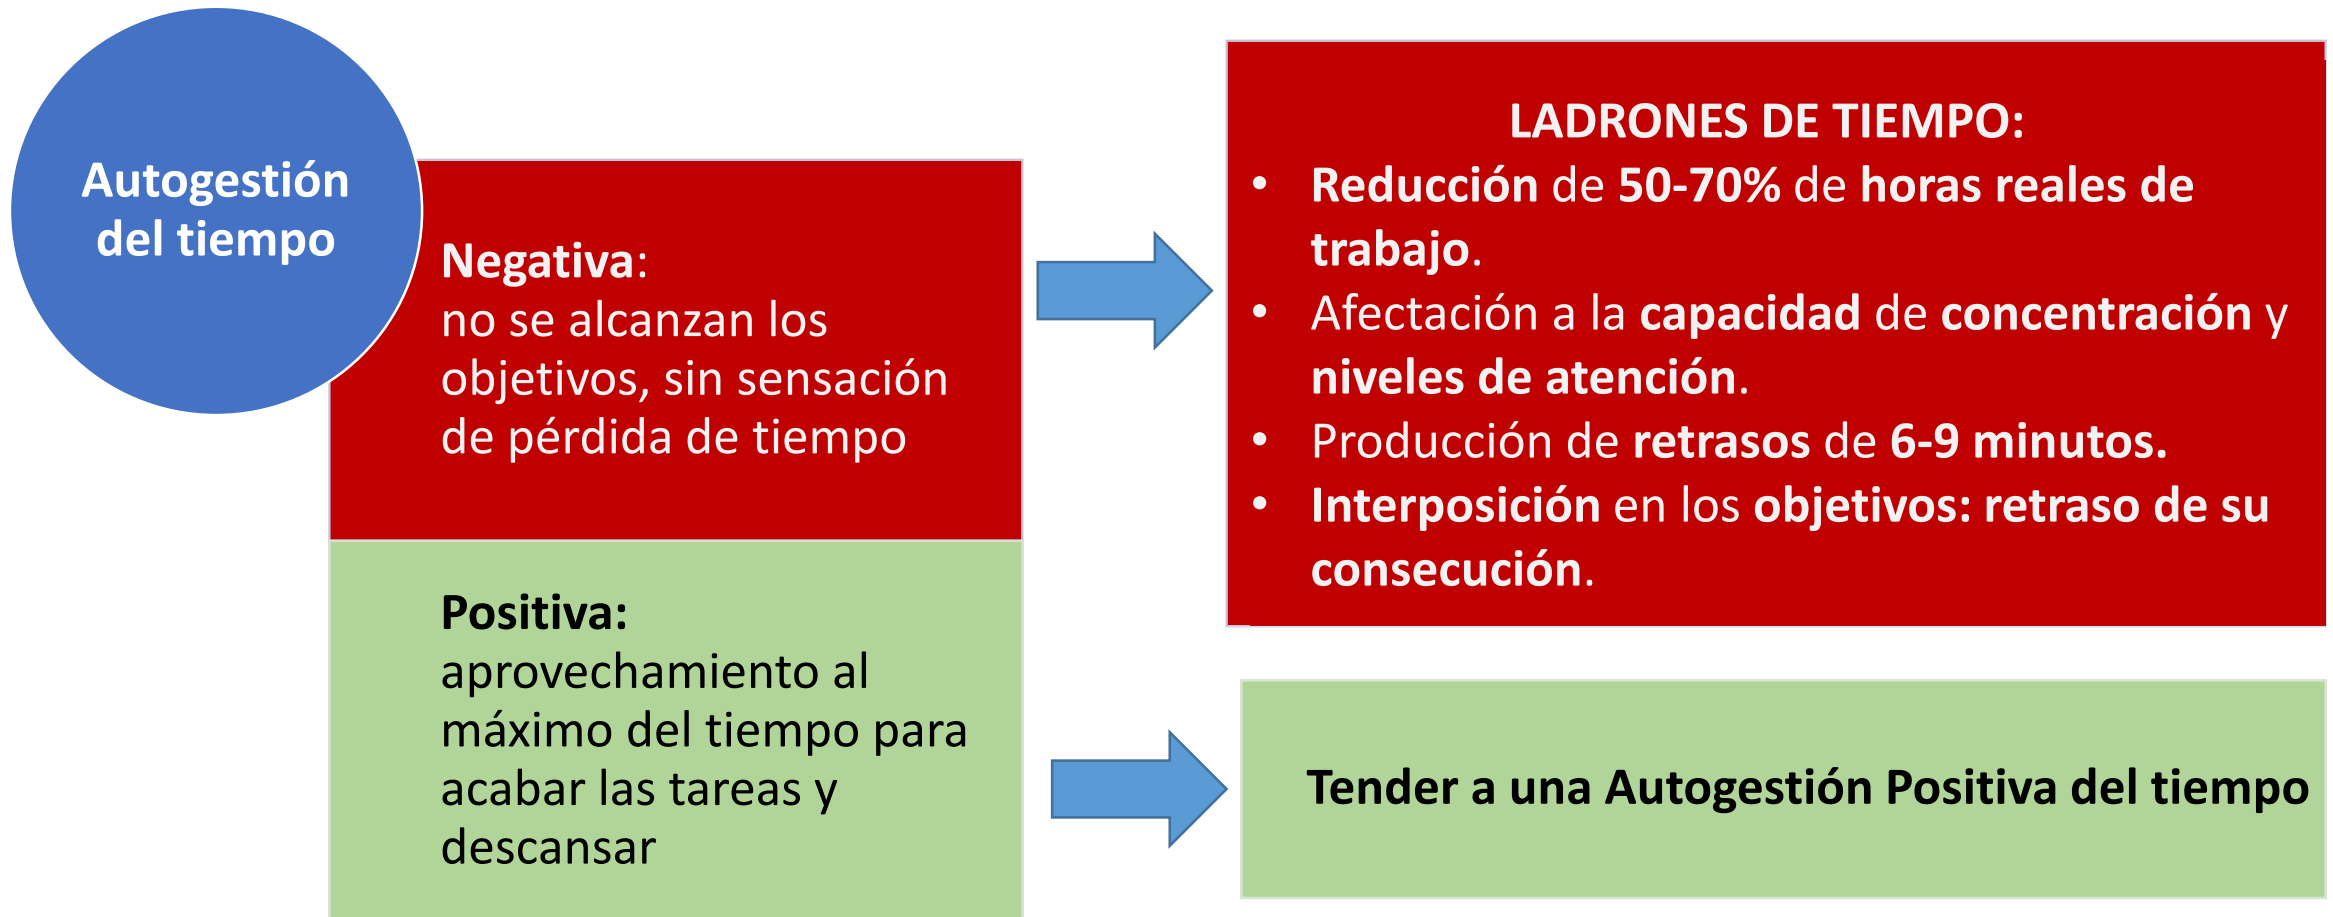 Autogestión
del tiempo
Negativa:
no se alcanzan los
objetivos, sin sensación
de pérdida de tiempo
Positiva:
aprovechamiento al
máximo del tiempo para
acabar las tareas y
descansar
LADRONES DE TIEMPO:
• Reducción de 50-70% de horas reales de
trabajo.
• Afectación a la capacidad de concentración y
niveles de atención.
• Producción de retrasos de 6-9 minutos.
• Interposición en los objetivos: retraso de su
consecución.
Tender a una Autogestión Positiva del tiempo